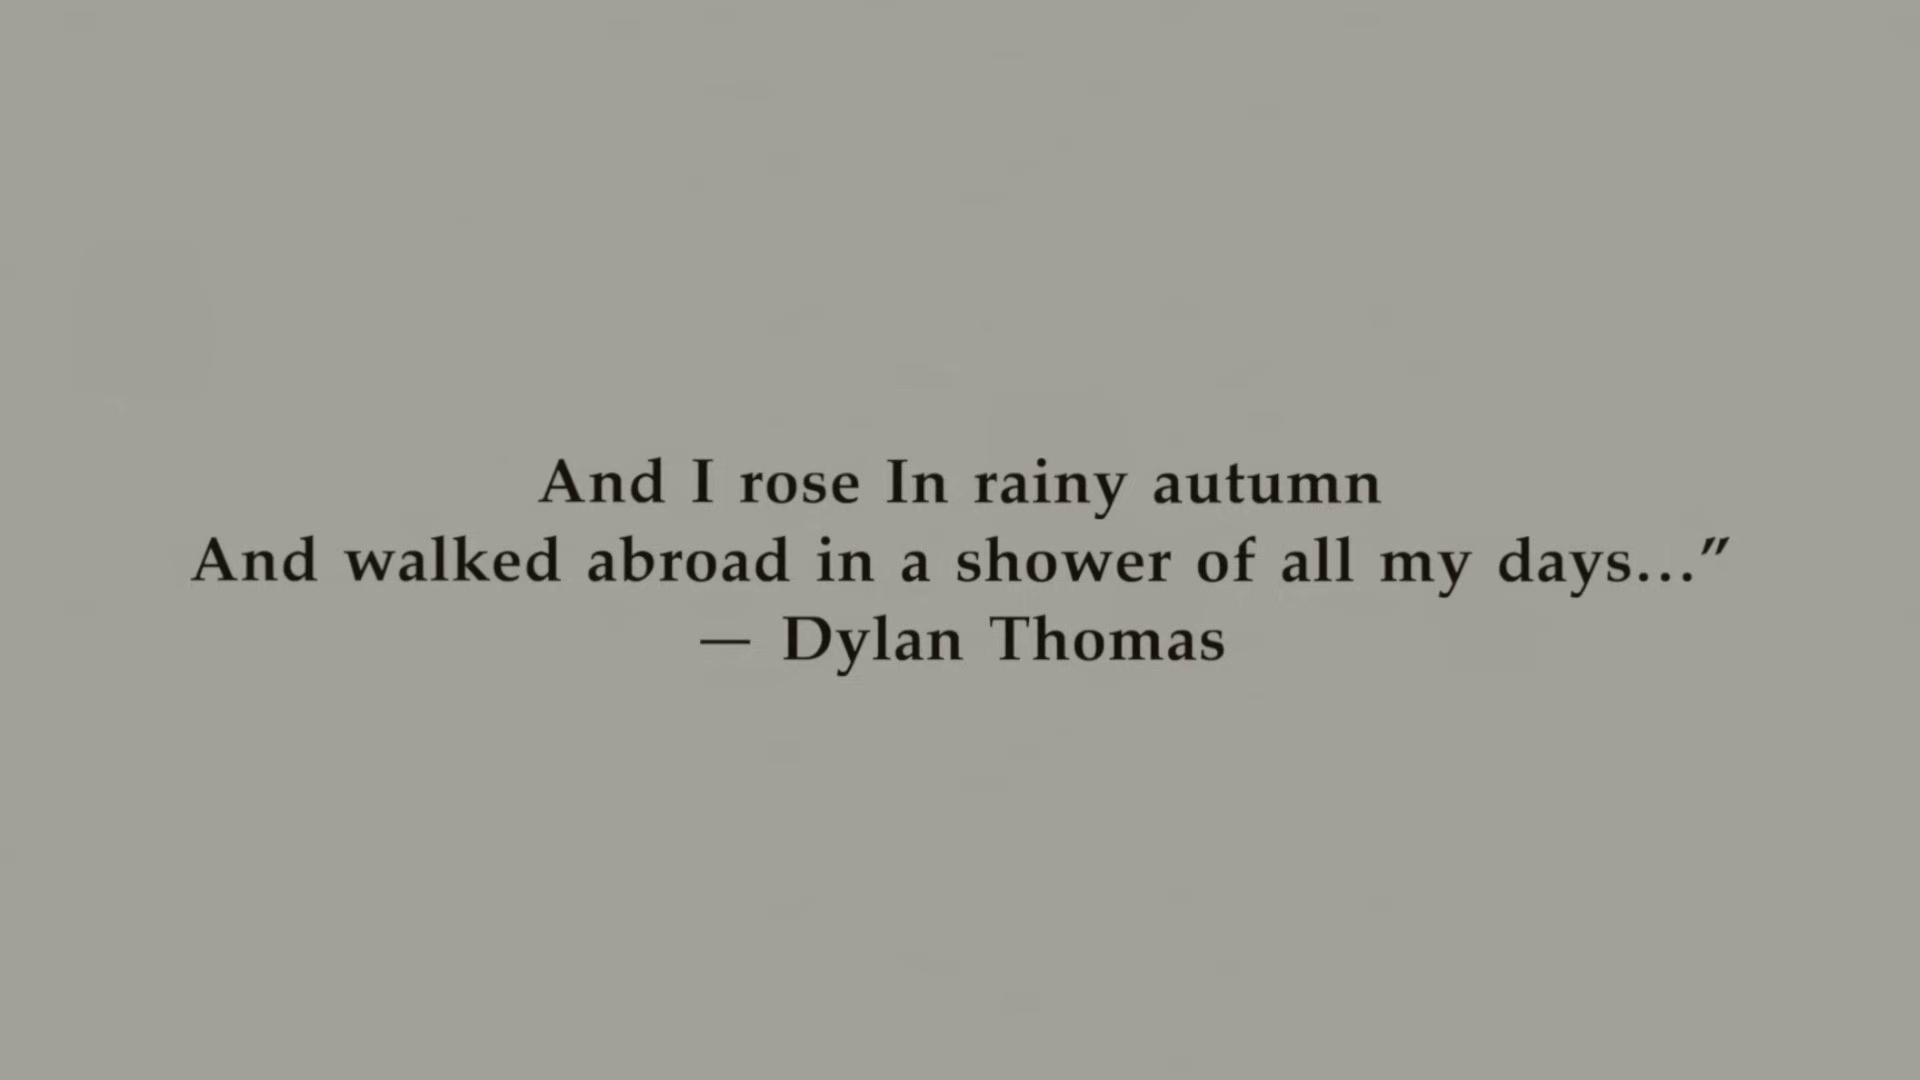 And I rose In rainy autumn
And walked abroad in a shower of all my days…”
— Dylan Thomas